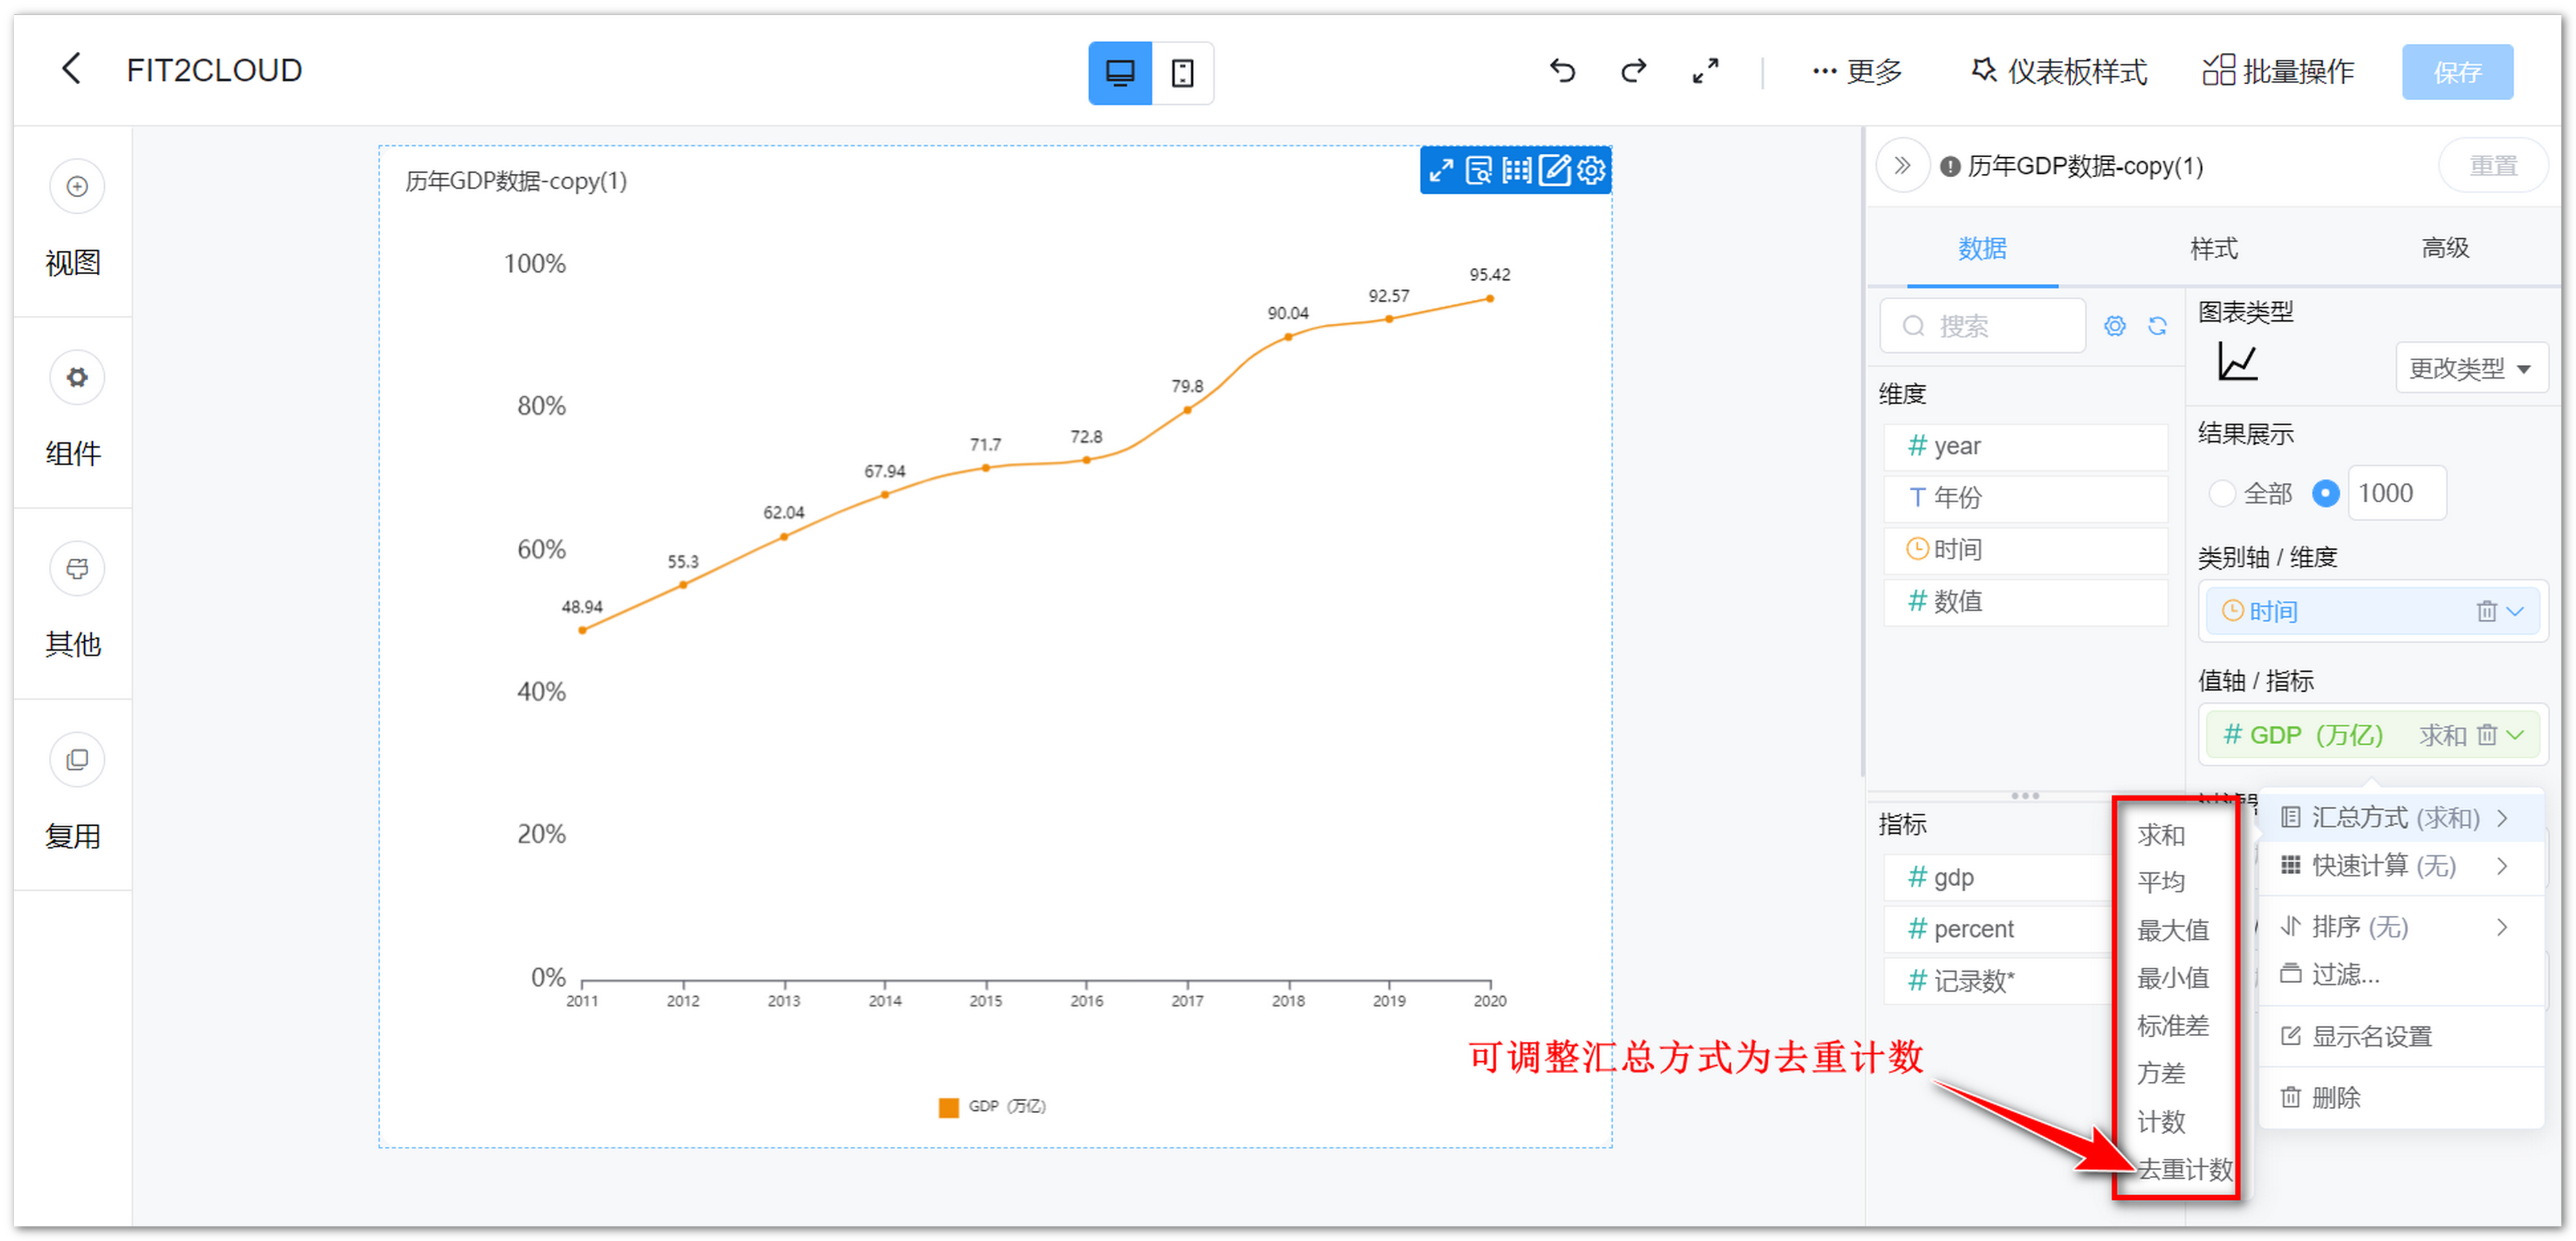 FIT2CLOUD
更多
仪表板样式
批量操作
保存
视图
组件
其他
复用
历年GDP数据-copy(1)
100%
80%
60%
40%
20%
0%
48.94
55.3
62.04
67.94
71.7
72.8
79.8
90.04
92.57
95.42
2011
2012
2013
2014
2015
2016
2017
2018
2019
2020
GDP（万亿）
历年GDP数据-copy(1)
重置
数据
样式
高级
搜索
维度
# year
T 年份
时间
# 数值
指标
# gdp
# percent
# 记录数*
图表类型
更改类型
结果展示
全部
1000
类别轴 / 维度
时间
值轴 / 指标
# GDP（万亿） 求和
汇总方式 (求和)
快速计算 (无)
排序 (无)
过滤...
显示名设置
删除
求和
平均
最大值
最小值
标准差
方差
计数
去重计数
可调整汇总方式为去重计数